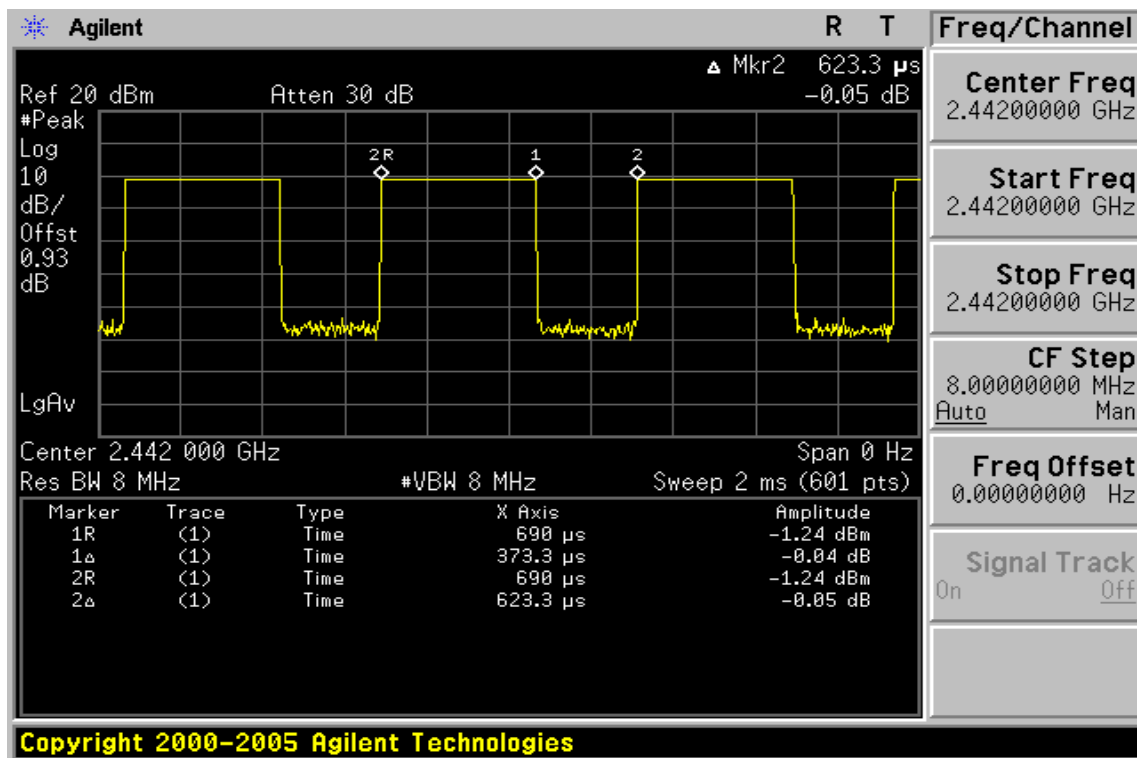 Agilent R T
Δ Mkr2 623.3 µs
Ref 20 dBm Atten 30 dB -0.05 dB
#Peak
Log
10
dB/
Offst
0.93
dB
LgAv
2R 1 2
Center 2.442 000 GHz Span 0 Hz
Res BW 8 MHz #VBW 8 MHz Sweep 2 ms (601 pts)
Marker Trace Type X Axis Amplitude
1R (1) Time 690 µs -1.24 dBm
1Δ (1) Time 373.3 µs -0.04 dB
2R (1) Time 690 µs -1.24 dBm
2Δ (1) Time 623.3 µs -0.05 dB
Copyright 2000-2005 Agilent Technologies
Freq/Channel
Center Freq
2.44200000 GHz
Start Freq
2.44200000 GHz
Stop Freq
2.44200000 GHz
CF Step
8.00000000 MHz
Auto Man
Freq Offset
0.00000000 Hz
Signal Track
On Off